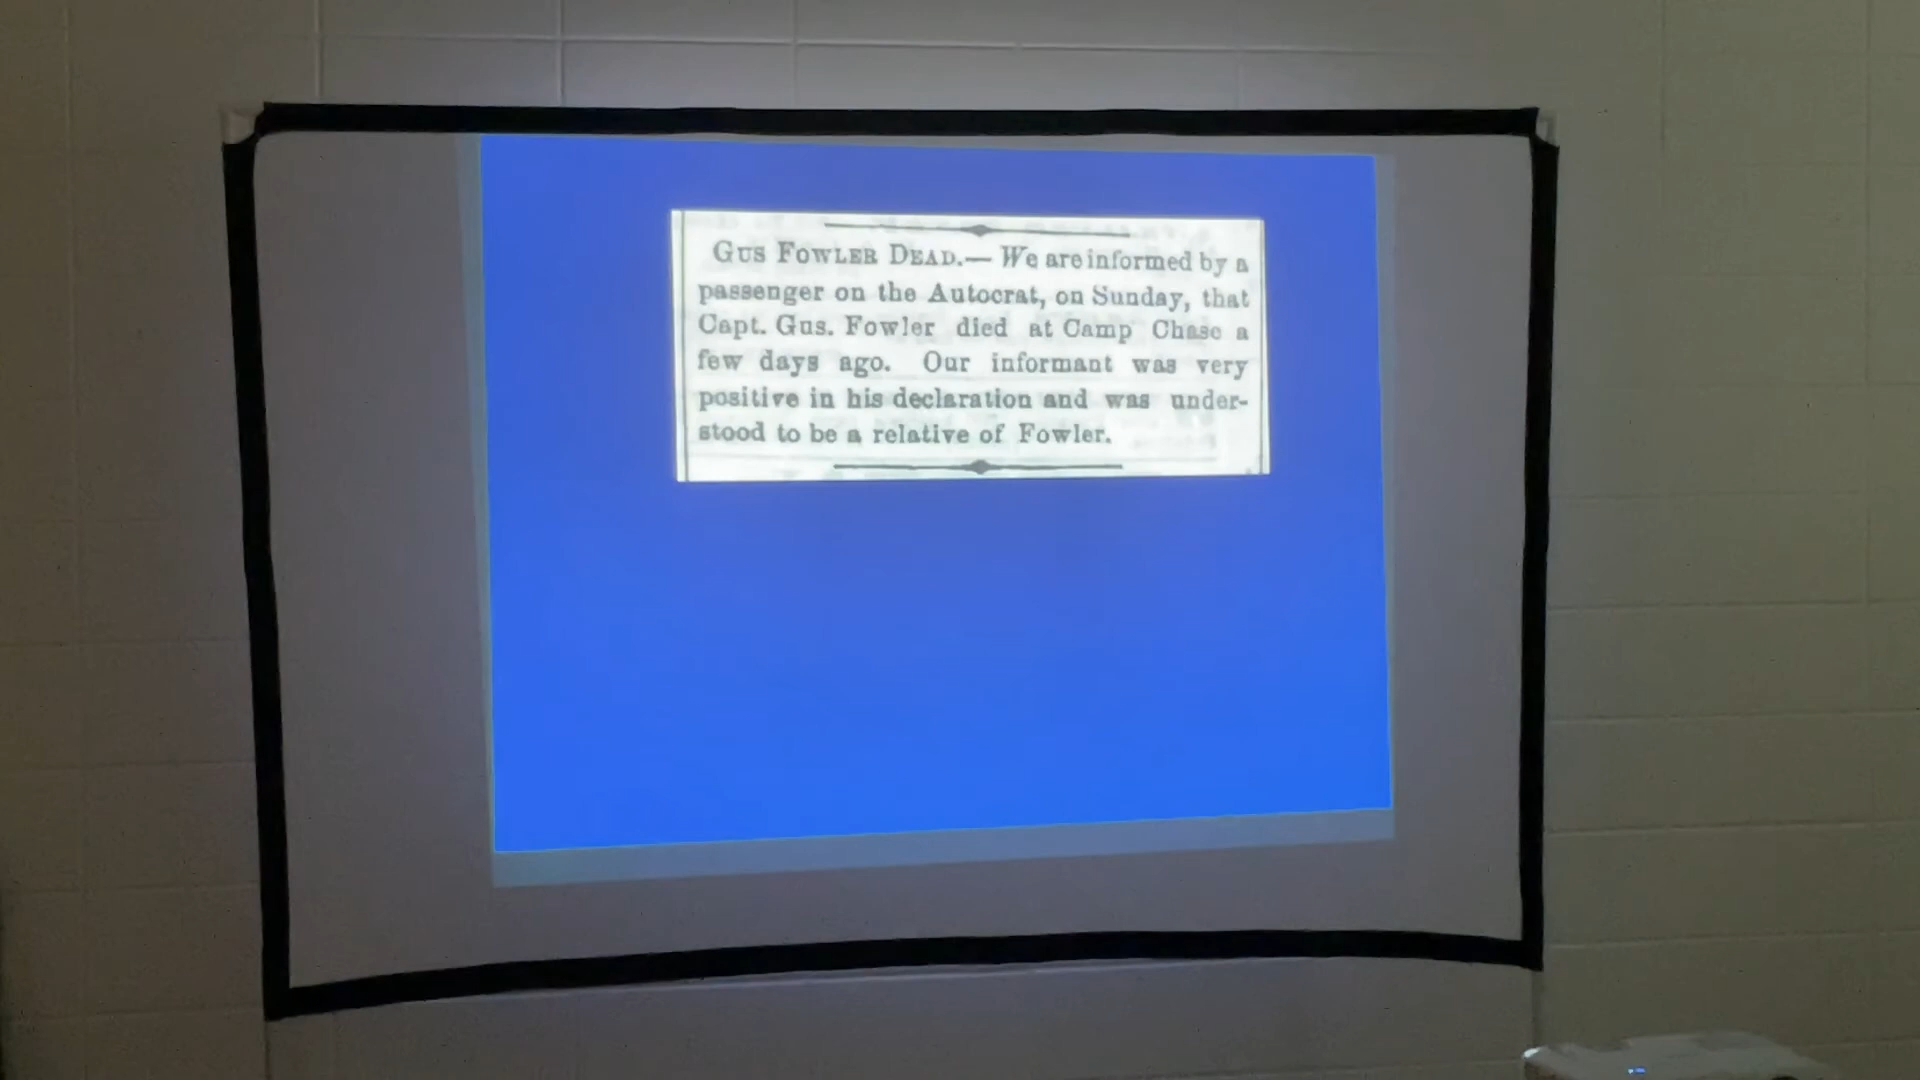 GUS FOWLER DEAD.— We are informed by a
passenger on the Autocrat, on Sunday, that
Capt. Gus. Fowler died at Camp Chase a
few days ago. Our informant was very
positive in his declaration and was under-
stood to be a relative of Fowler.